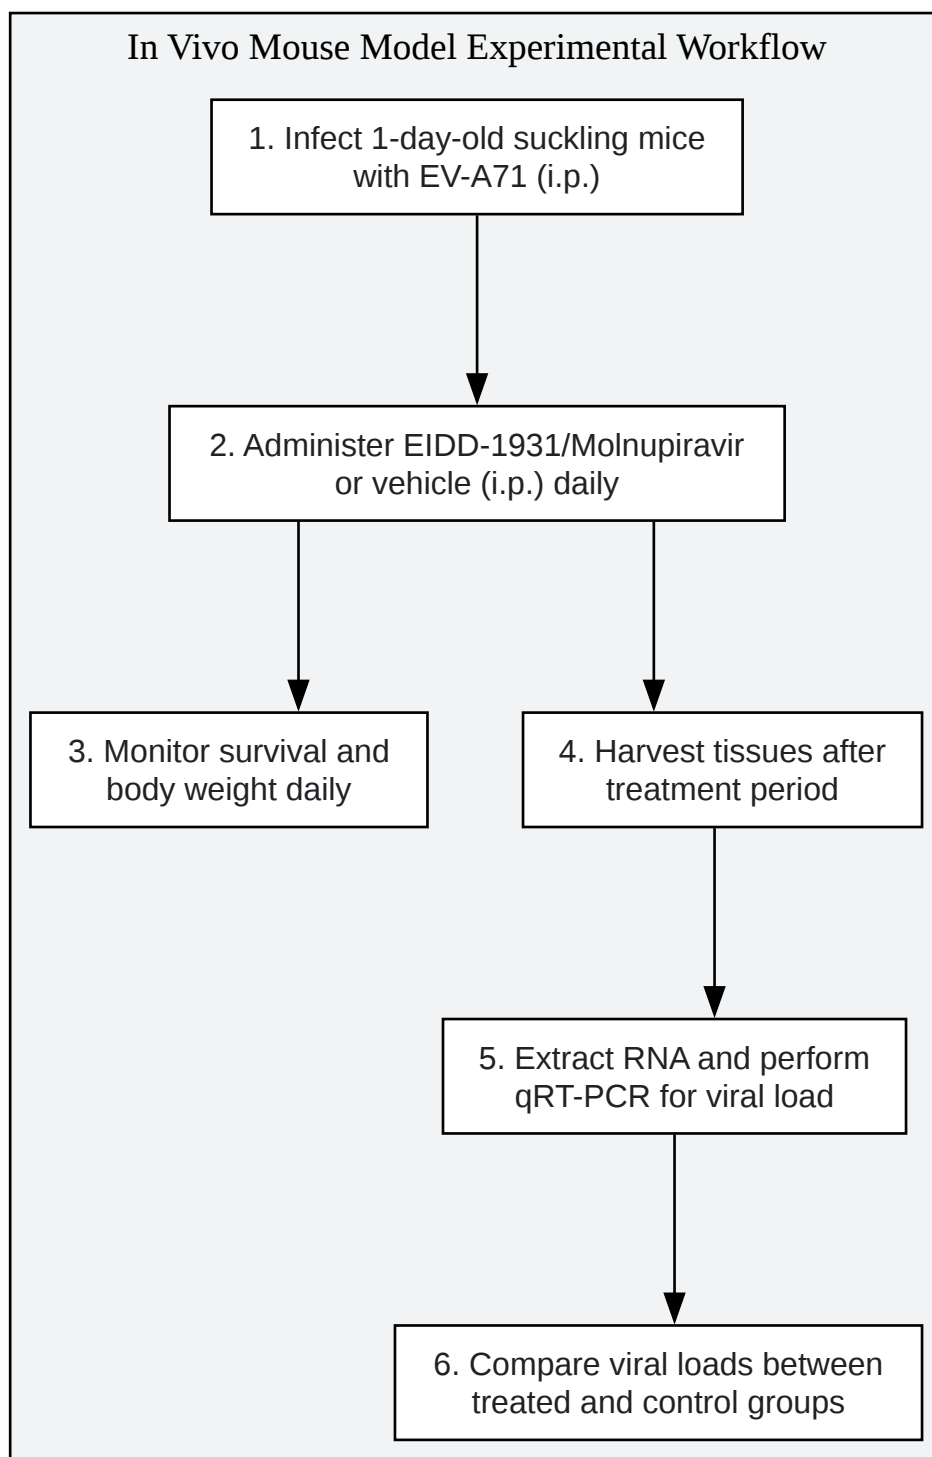 In Vivo Mouse Model Experimental Workflow
1. Infect 1-day-old suckling mice
with EV-A71 (i.p.)
2. Administer EIDD-1931/Molnupiravir
or vehicle (i.p.) daily
3. Monitor survival and
body weight daily
4. Harvest tissues after
treatment period
5. Extract RNA and perform
qRT-PCR for viral load
6. Compare viral loads between
treated and control groups